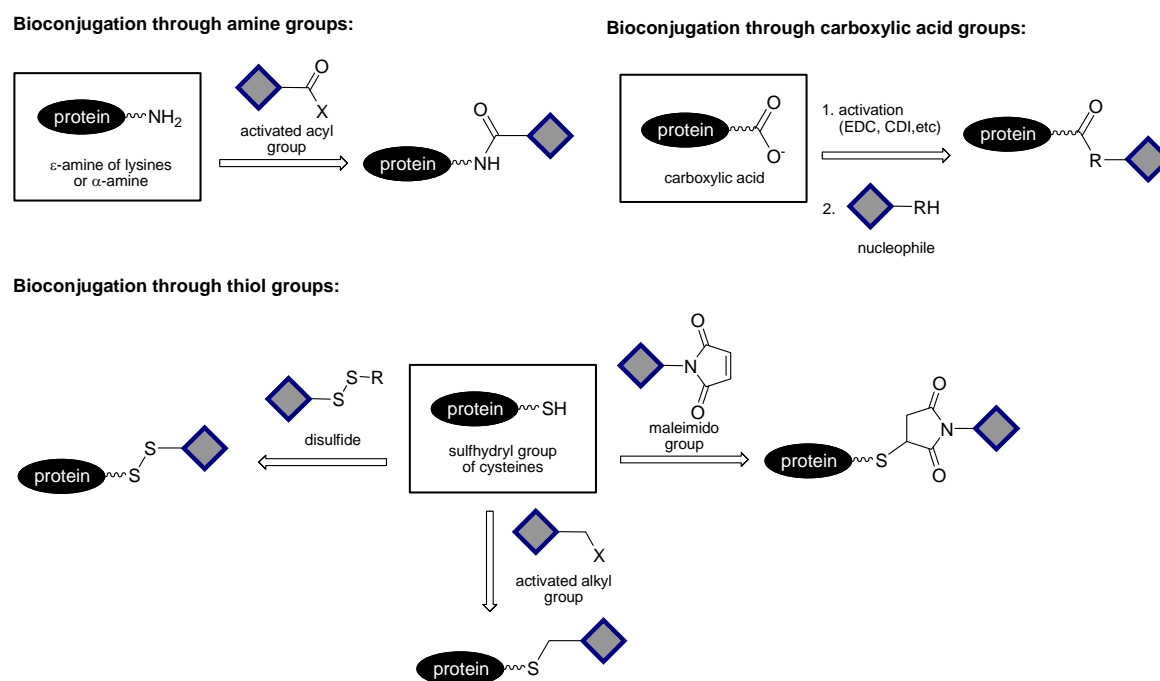 Bioconjugation through amine groups:
protein
NH2
ε-amine of lysines
or α-amine
O
X
activated acyl
group
O
protein
NH
Bioconjugation through carboxylic acid groups:
protein
O
O-
carboxylic acid
1. activation
(EDC, CDI,etc)
2.
RH
nucleophile
O
protein
R
Bioconjugation through thiol groups:
S
S
protein
S
S
R
disulfide
protein
SH
sulfhydryl group
of cysteines
O
N
O
maleimido
group
protein
S
O
N
O
X
activated alkyl
group
protein
S